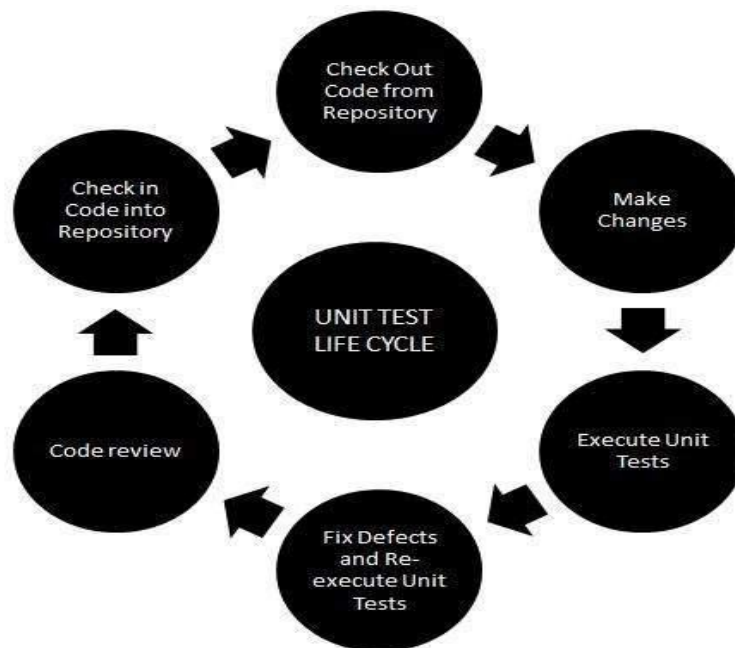 Check Out
Code from
Repository
Make
Changes
Execute Unit
Tests
Fix Defects
and Re-
execute Unit
Tests
Code review
Check in
Code into
Repository
UNIT TEST
LIFE CYCLE